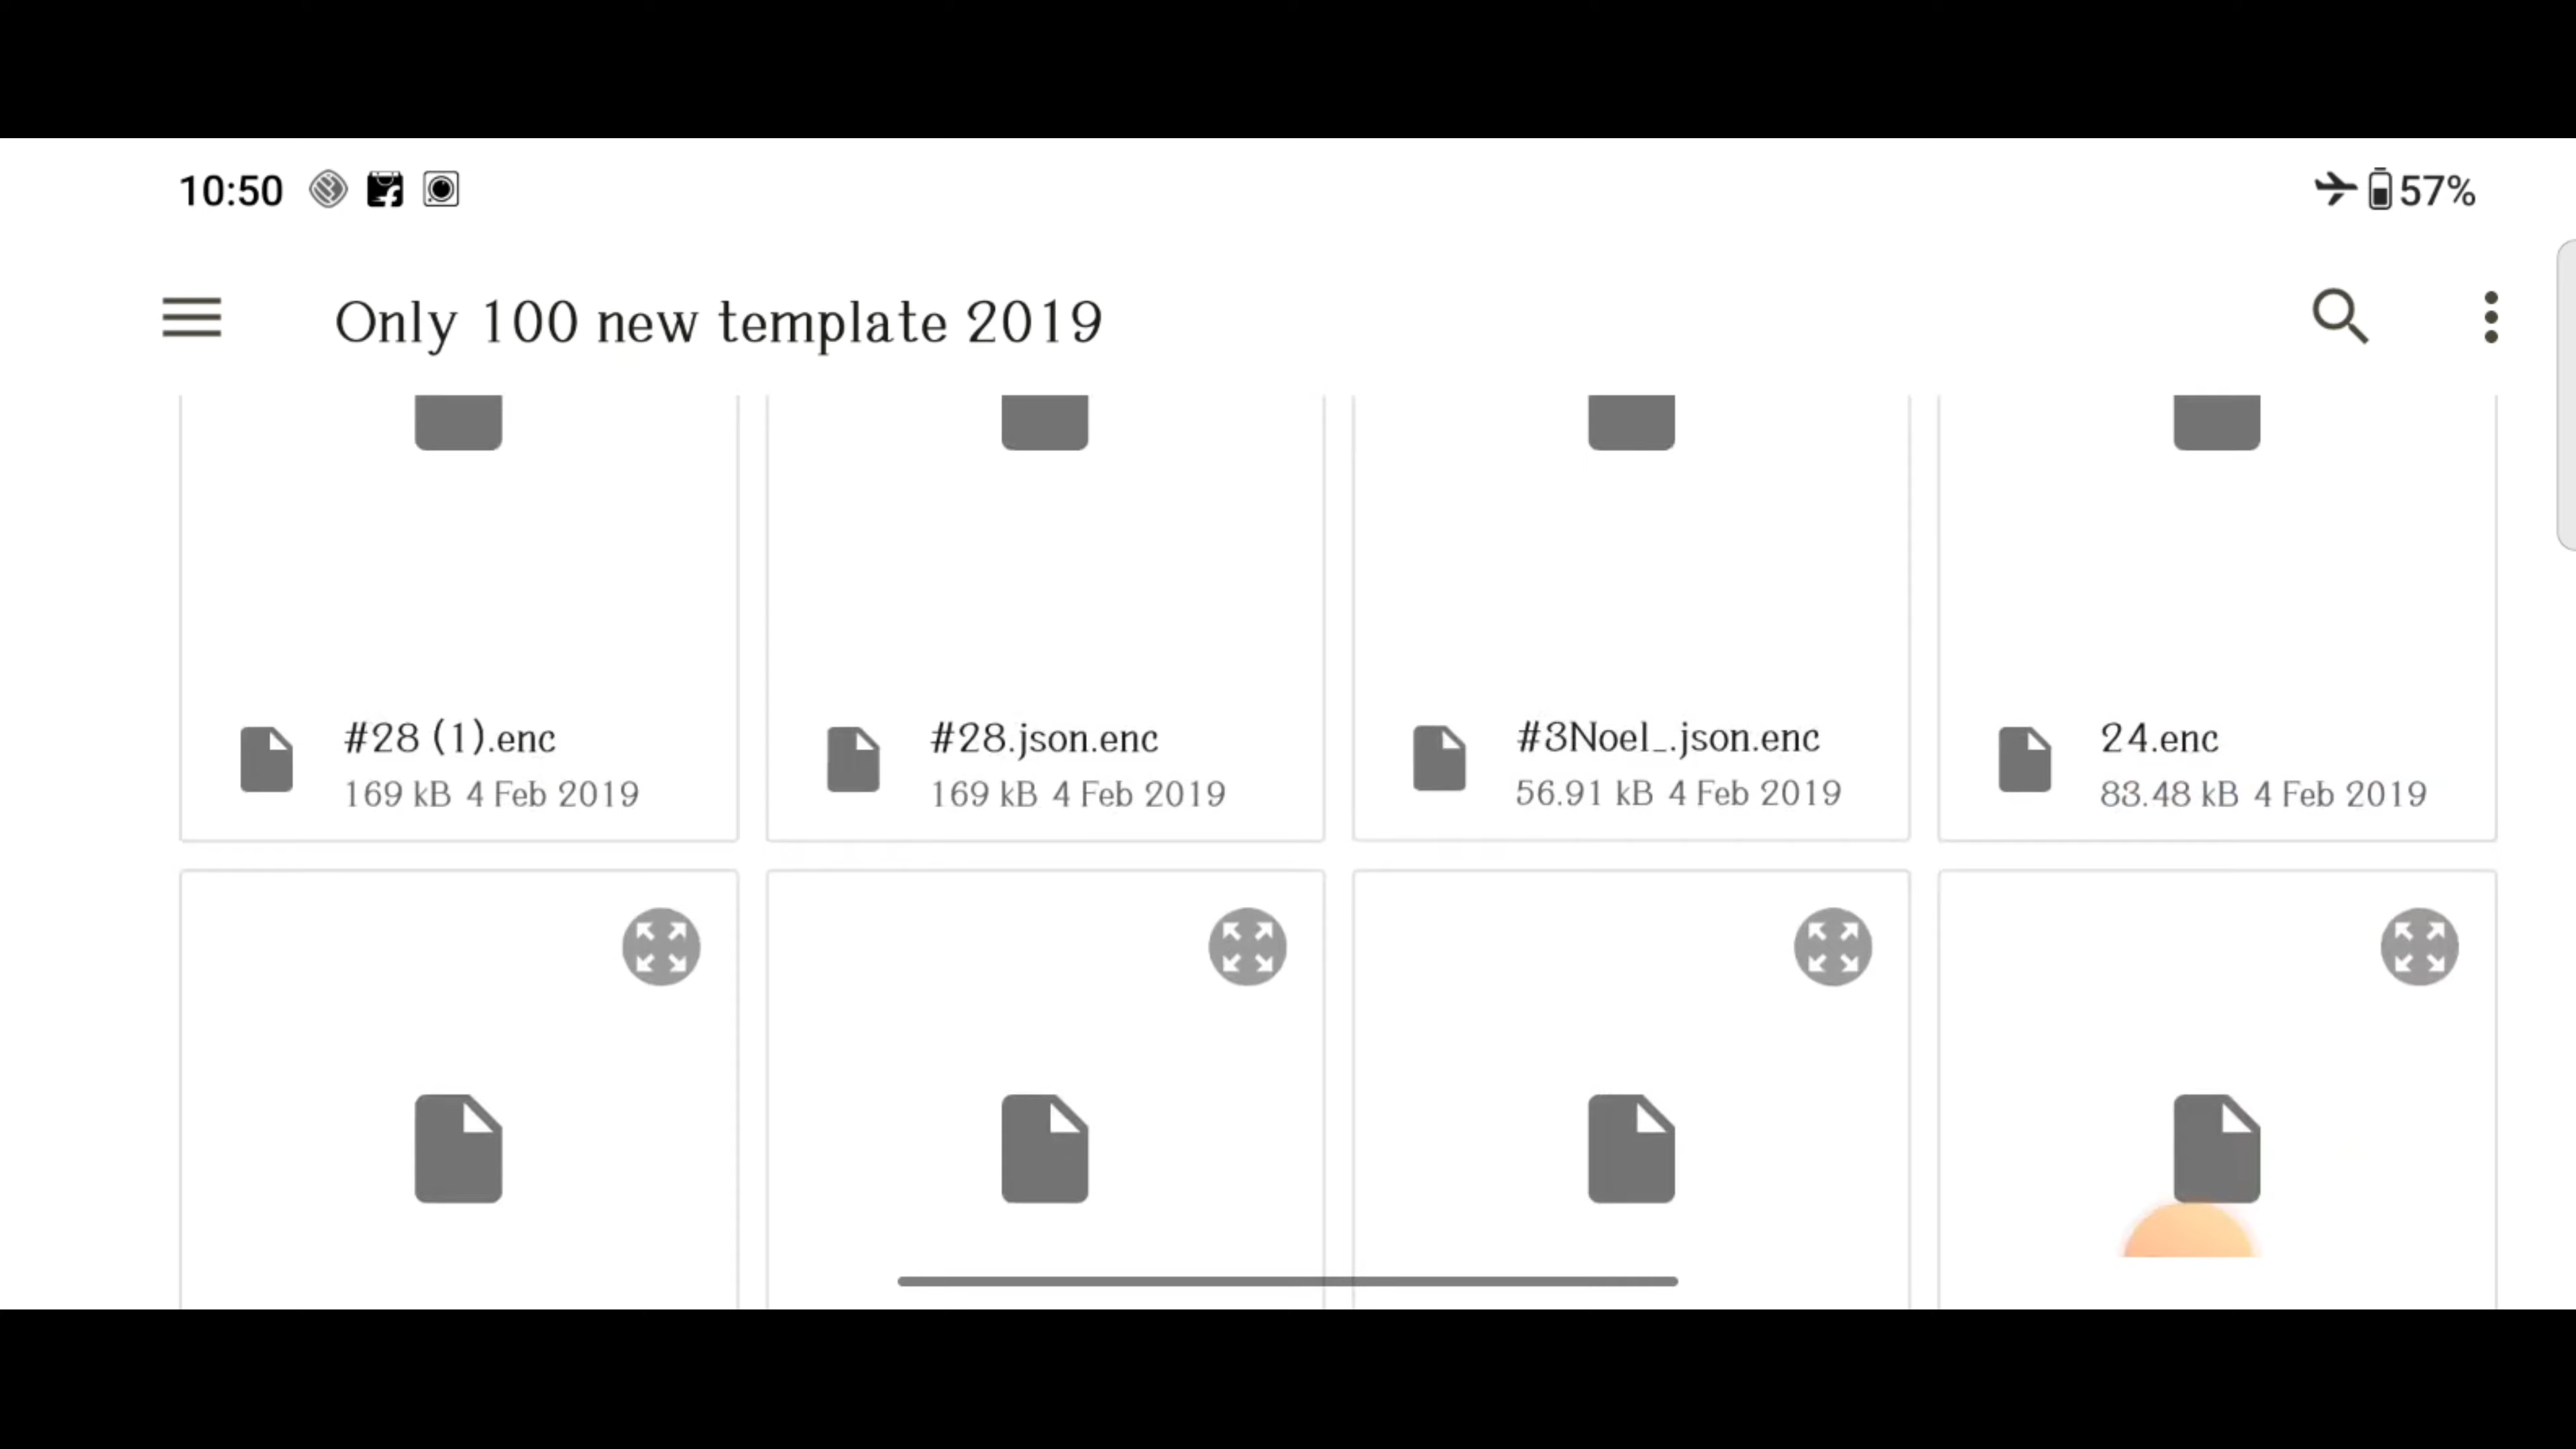 10:50
57%
Only 100 new template 2019
#28 (1).enc
169 kB 4 Feb 2019
#28.json.enc
169 kB 4 Feb 2019
#3Noel_.json.enc
56.91 kB 4 Feb 2019
24.enc
83.48 kB 4 Feb 2019